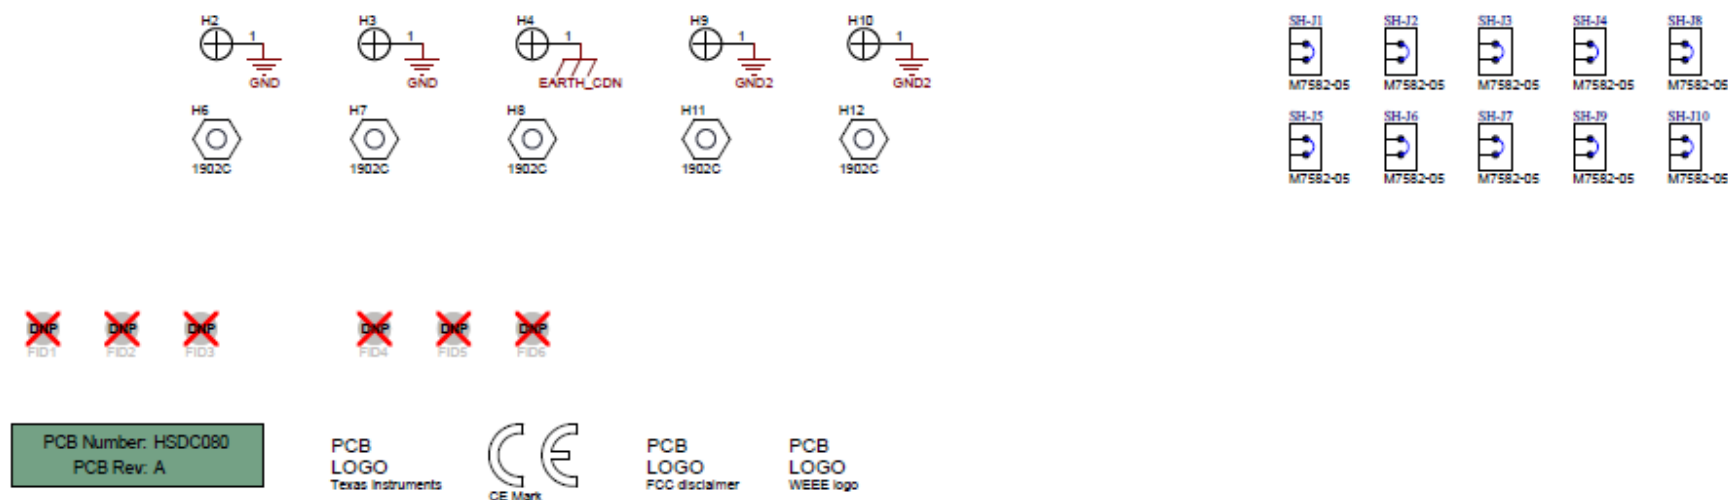 H2 H3 H4 H9 H10 SH-J1 SH-J2 SH-J3 SH-J4 SH-J8
1 1 1 1 1
GND GND EARTH_CDN GND2 GND2 M7582-05 M7582-05 M7582-05 M7582-05 M7582-05
H6 H7 H8 H11 H12 SH-J5 SH-J6 SH-J7 SH-J9 SH-J10
1902C 1902C 1902C 1902C 1902C M7582-05 M7582-05 M7582-05 M7582-05 M7582-05
DNP DNP DNP DNP DNP DNP
FID1 FID2 FID3 FID4 FID5 FID6
PCB Number: HSDC080
PCB Rev: A
PCB
LOGO
Texas Instruments
CE
CE Mark
PCB
LOGO
FCC disclaimer
PCB
LOGO
WEEE logo